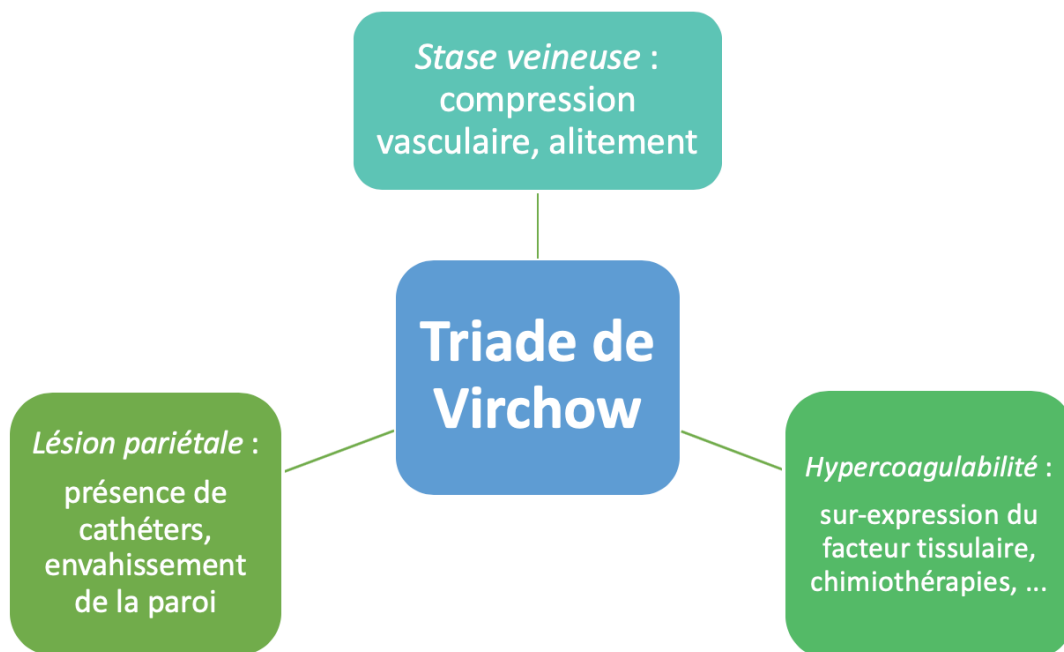 Stase veineuse :
compression
vasculaire, alitement
Triade de
Virchow
Lésion pariétale :
présence de
cathéters,
envahissement
de la paroi
Hypercoagulabilité :
sur-expression du
facteur tissulaire,
chimiothérapies, ...